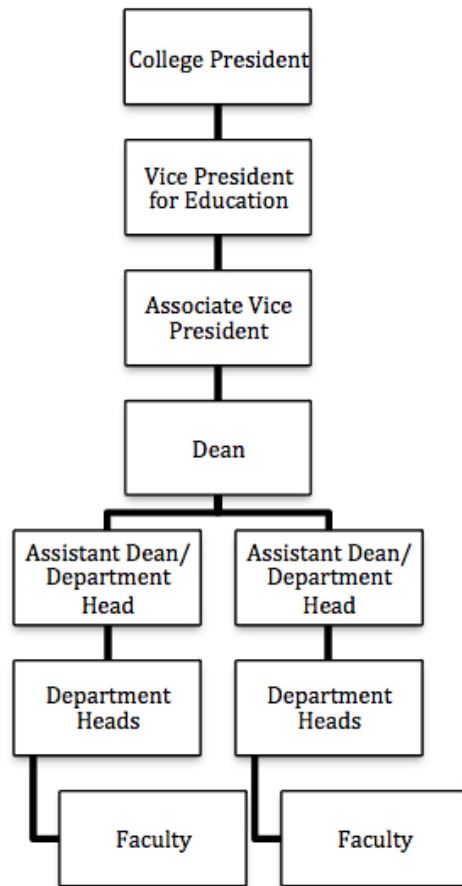 College President
Vice President
for Education
Associate Vice
President
Dean
Assistant Dean/
Department
Head
Assistant Dean/
Department
Head
Department
Heads
Department
Heads
Faculty
Faculty